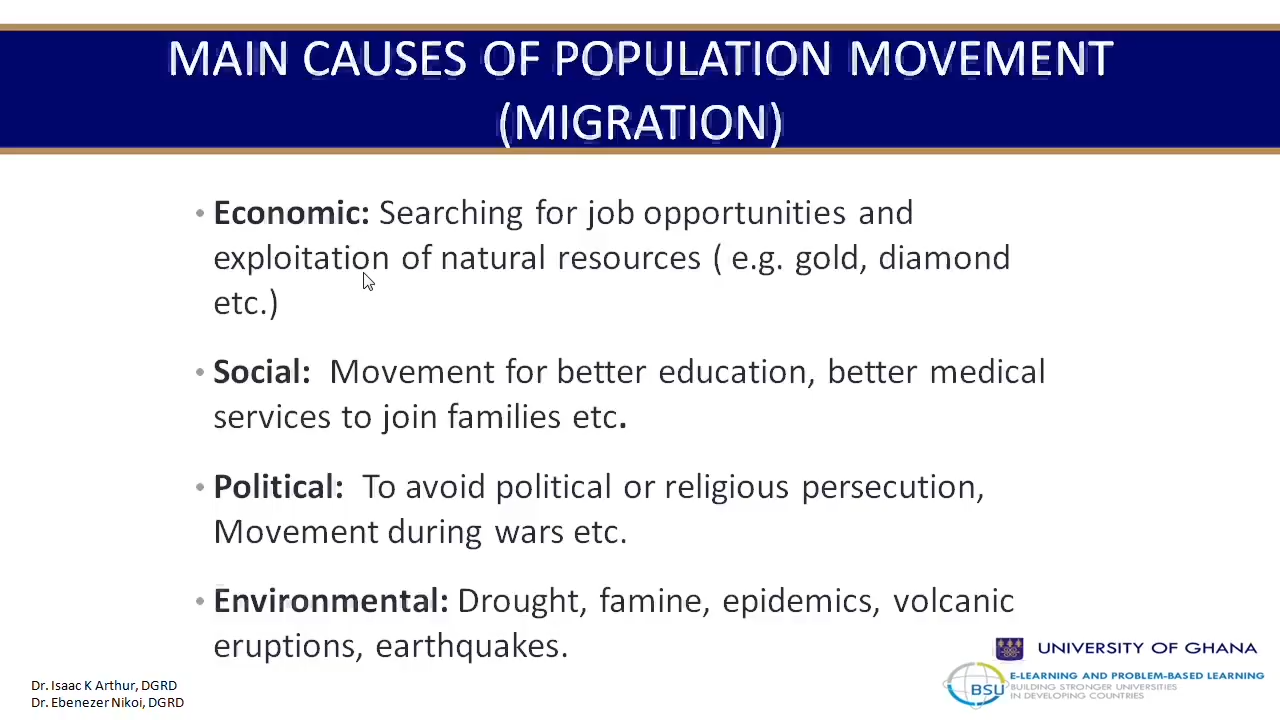 MAIN CAUSES OF POPULATION MOVEMENT
(MIGRATION)
• Economic: Searching for job opportunities and
exploitation of natural resources ( e.g. gold, diamond
etc.)
• Social: Movement for better education, better medical
services to join families etc.
• Political: To avoid political or religious persecution,
Movement during wars etc.
• Environmental: Drought, famine, epidemics, volcanic
eruptions, earthquakes.
Dr. Isaac K Arthur, DGRD
Dr. Ebenezer Nikoi, DGRD
UNIVERSITY OF GHANA
BSU
E-LEARNING AND PROBLEM-BASED LEARNING
BUILDING STRONGER UNIVERSITIES
IN DEVELOPING COUNTRIES